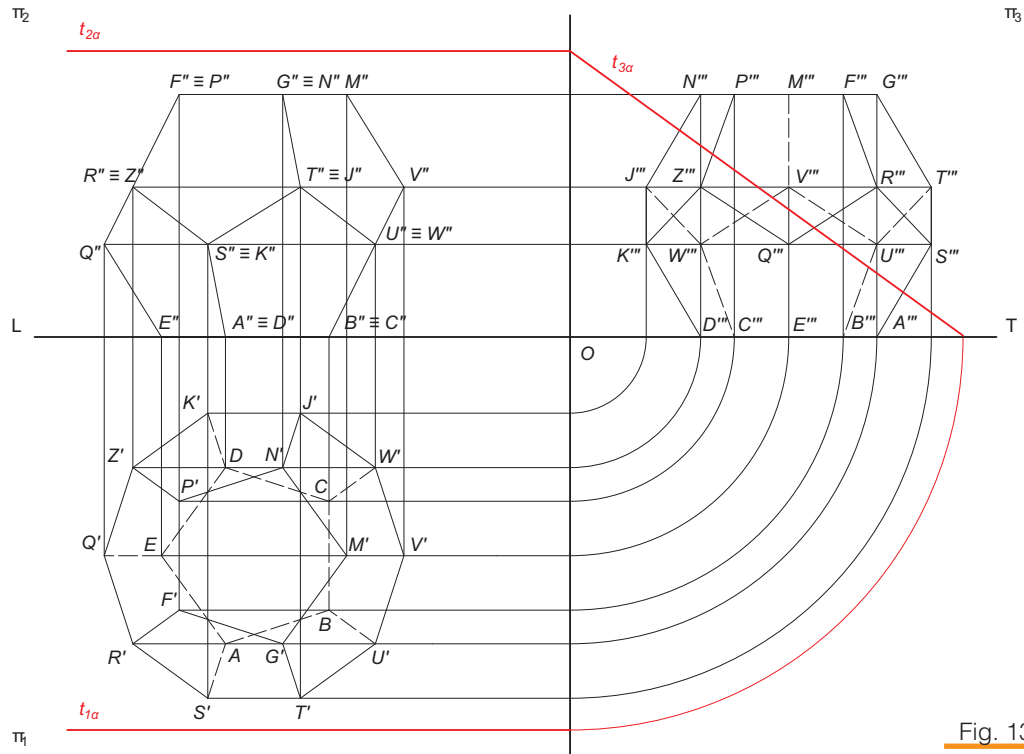 π2 π3
t2α
t3α
F" ≡ P" G" ≡ N" M" N''' P''' M''' F''' G'''
R" ≡ Z" T" ≡ J" V" J''' Z''' V''' R''' T'''
Q" S" ≡ K" U" ≡ W" K''' W''' Q''' U''' S'''
E" A" ≡ D" B" ≡ C" D''' C''' E''' B''' A'''
L T
O
K' J'
Z' D N' W'
P' C
Q' E M' V'
F' B
R' A G' U'
S' T'
t1α
π1 Fig. 13